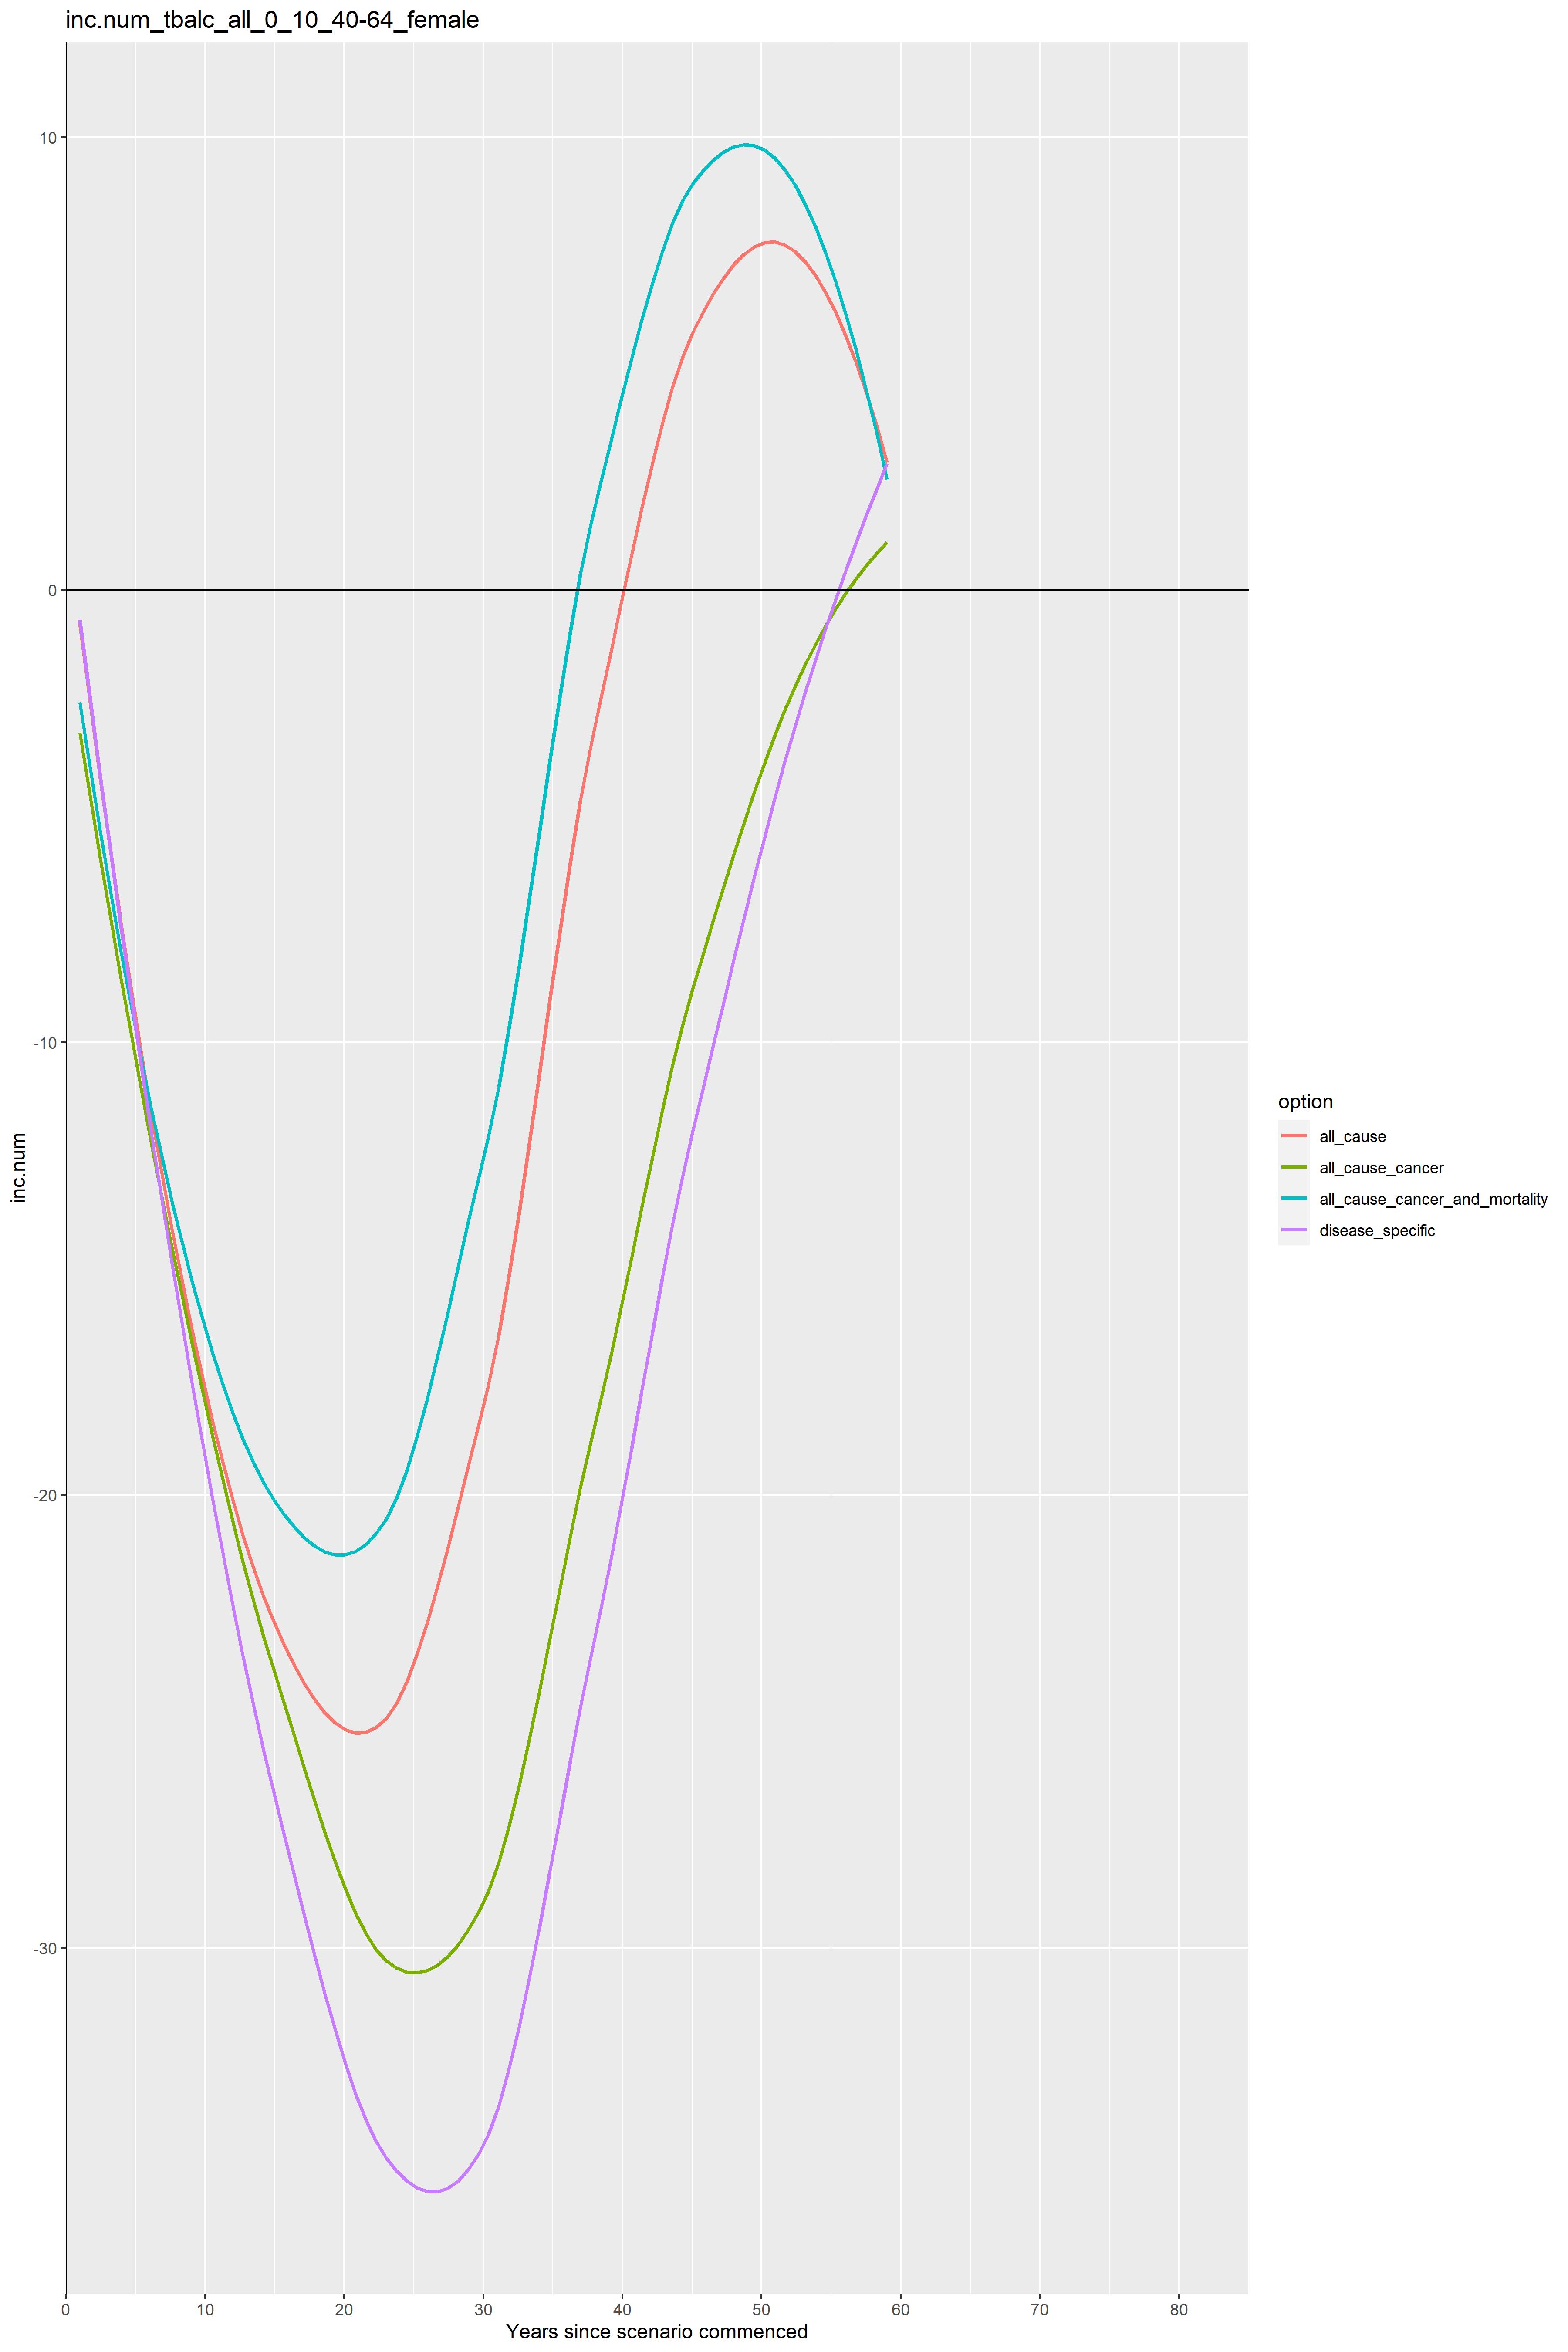 inc.num_tbalc_all_0_10_40-64_female
10
0
-10
-20
-30
inc.num
0 10 20 30 40 50 60 70 80
Years since scenario commenced
option
all_cause
all_cause_cancer
all_cause_cancer_and_mortality
disease_specific